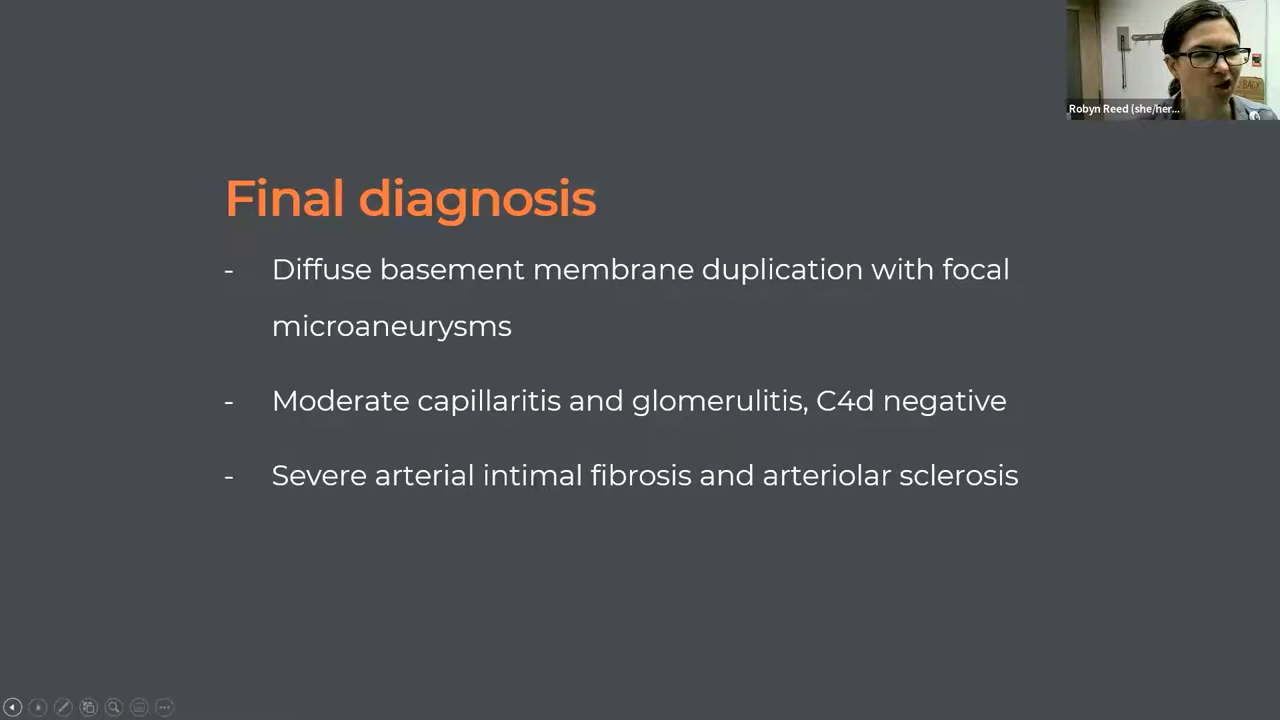 Robyn Reed (she/her...
Final diagnosis
- Diffuse basement membrane duplication with focal
microaneurysms
- Moderate capillaritis and glomerulitis, C4d negative
- Severe arterial intimal fibrosis and arteriolar sclerosis